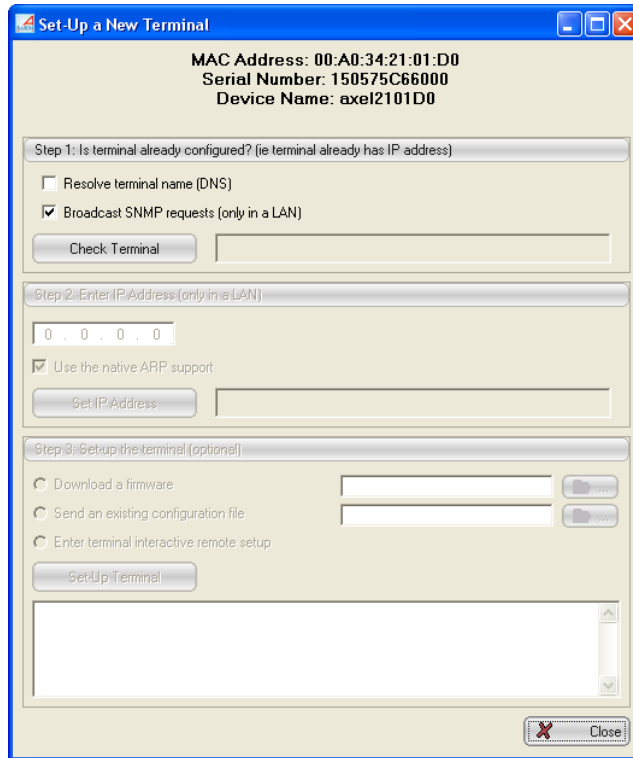 Set-Up a New Terminal
MAC Address: 00:A0:34:21:01:D0
Serial Number: 150575C66000
Device Name: axel2101D0
Step 1: Is terminal already configured? (ie terminal already has IP address)
Resolve terminal name (DNS)
Broadcast SNMP requests (only in a LAN)
Check Terminal
Step 2: Enter IP Address (only in a LAN)
0 . 0 . 0 . 0
Use the native ARP support
Set IP Address
Step 3: Set-up the terminal (optional)
Download a firmware
...
Send an existing configuration file
...
Enter terminal interactive remote setup
Set-Up Terminal
Close